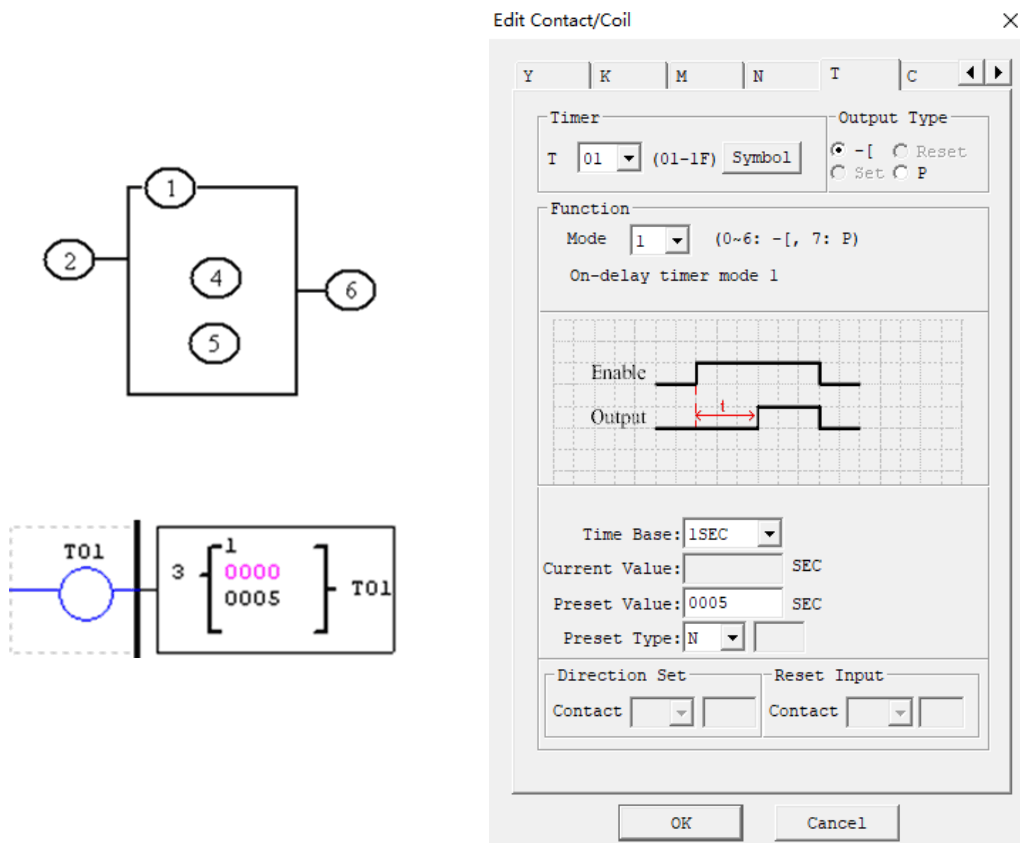 1
2
4
5
6
T01
3
1
0000
0005
T01
Edit Contact/Coil
Y K M N T C
Timer
T 01 (01-1F) Symbol
Output Type
-[ Reset
Set P
Function
Mode 1 (0~6: -[, 7: P)
On-delay timer mode 1
Enable
t
Output
Time Base: 1SEC
Current Value: SEC
Preset Value: 0005 SEC
Preset Type: N
Direction Set
Contact
Reset Input
Contact
OK Cancel